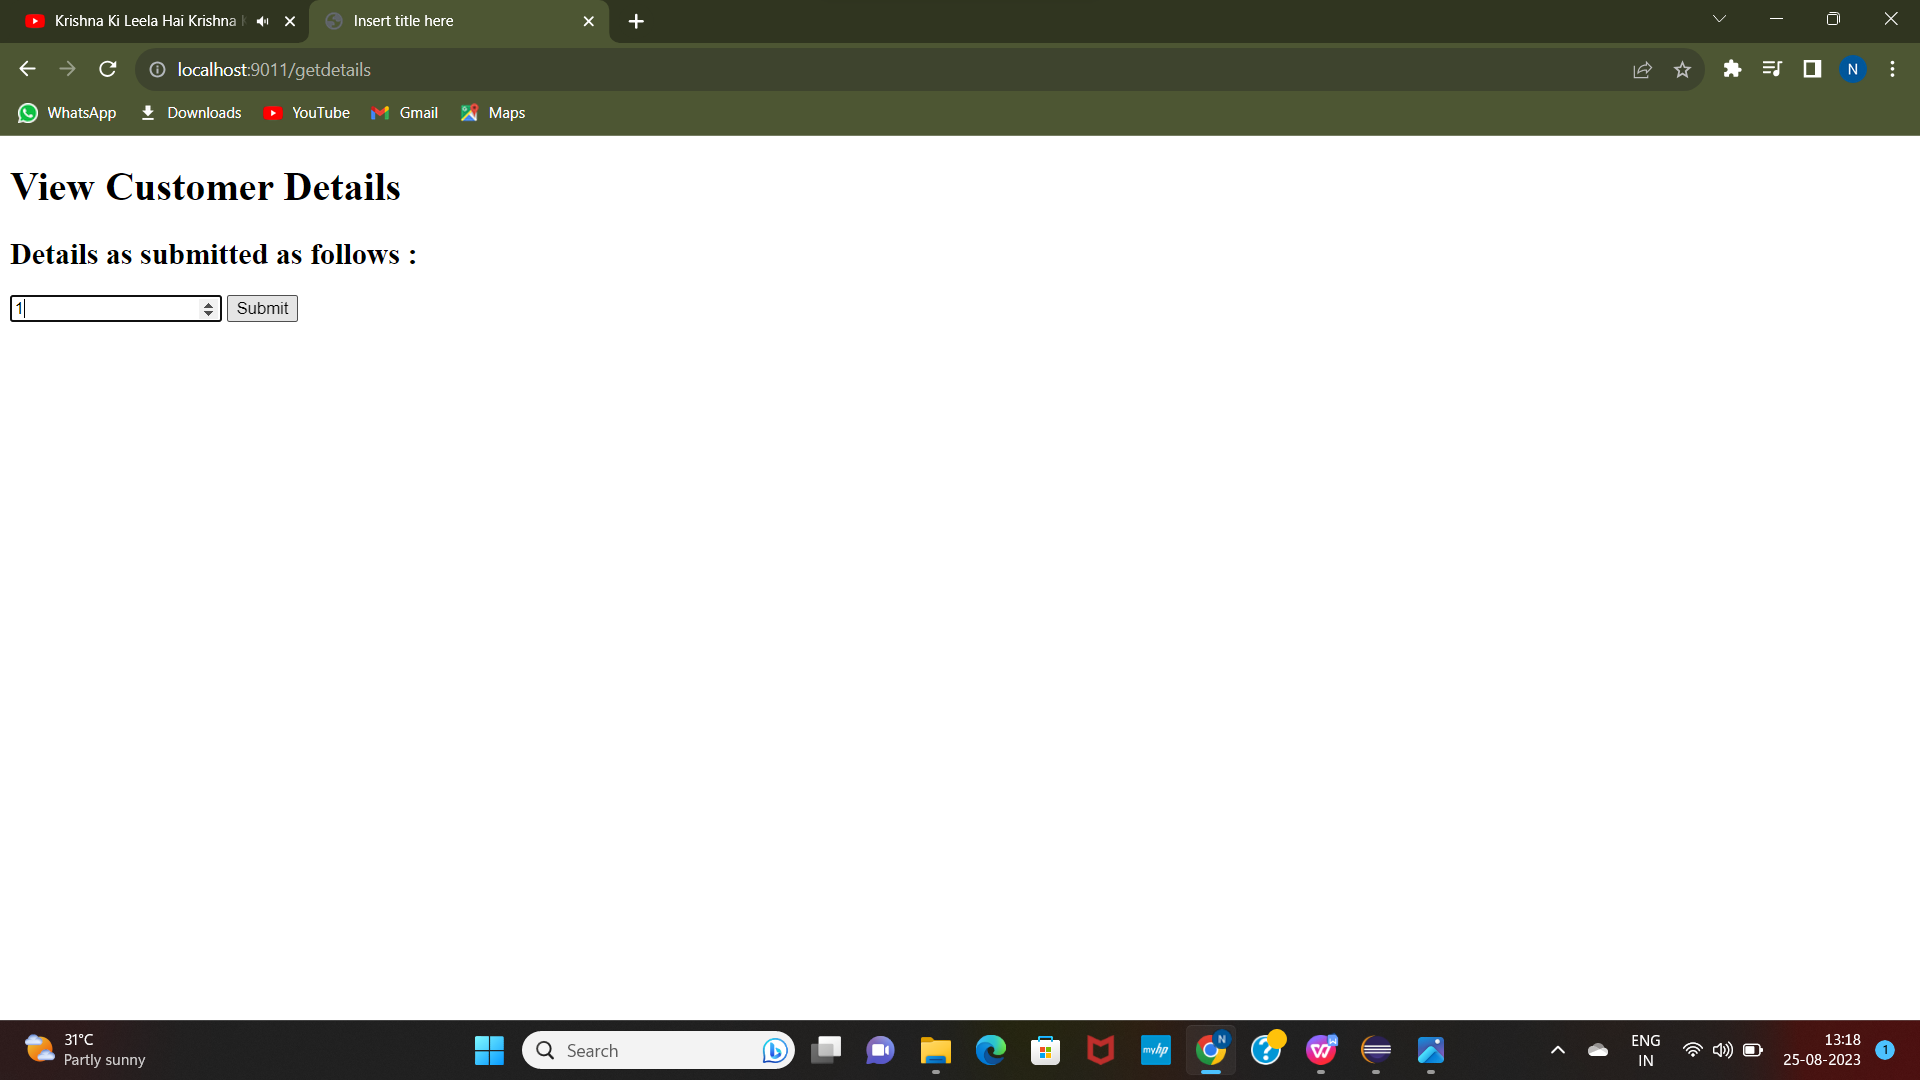 Krishna Ki Leela Hai Krishna
Insert title here
localhost:9011/getdetails
N
WhatsApp
Downloads
YouTube
Gmail
Maps
View Customer Details
Details as submitted as follows :
1
Submit
31°C
Partly sunny
Search
myhp
N
W
ENG
IN
13:18
25-08-2023
1